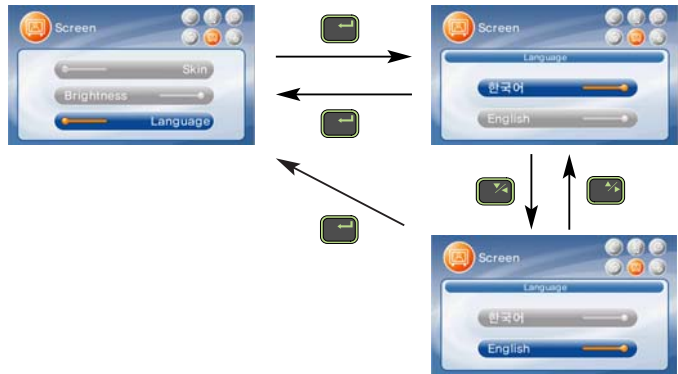 Screen
Skin
Brightness
Language
Screen
Language
한국어
English
Screen
Language
한국어
English